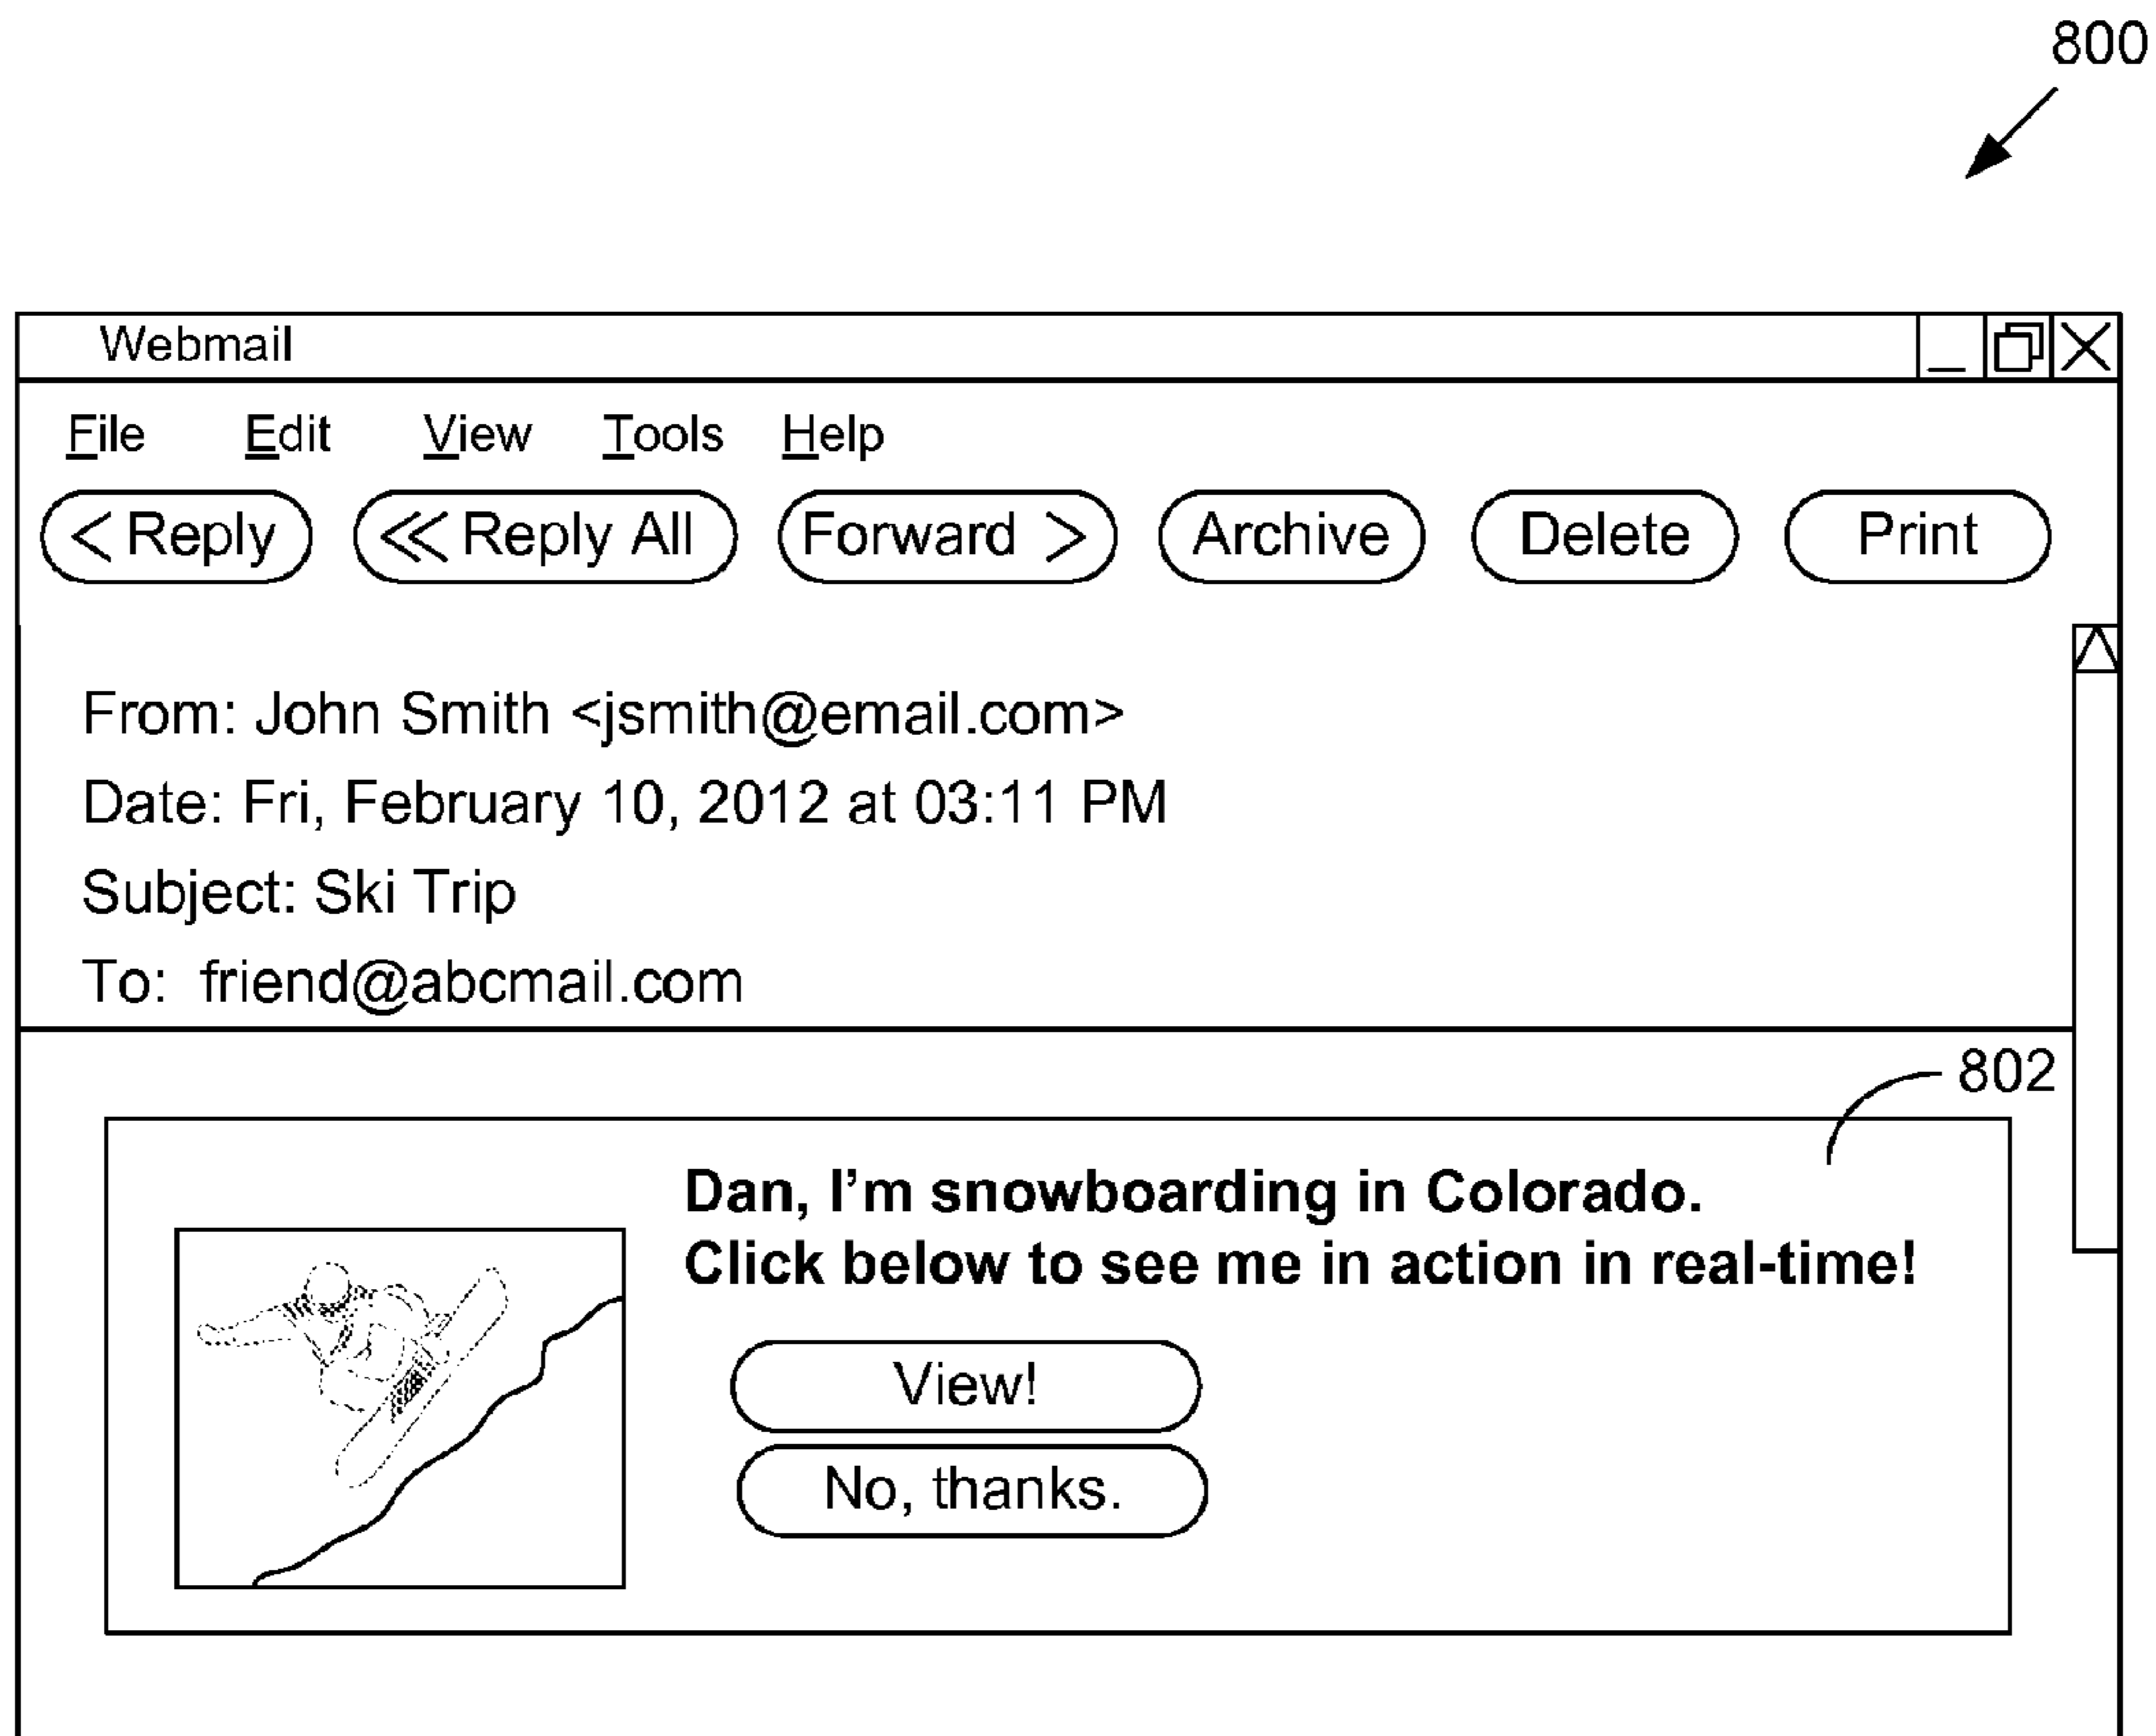 800
Webmail
File Edit View Tools Help
< Reply << Reply All Forward > Archive Delete Print
From: John Smith <jsmith@email.com>
Date: Fri, February 10, 2012 at 03:11 PM
Subject: Ski Trip
To: friend@abcmail.com
802
Dan, I’m snowboarding in Colorado.
Click below to see me in action in real-time!
View!
No, thanks.